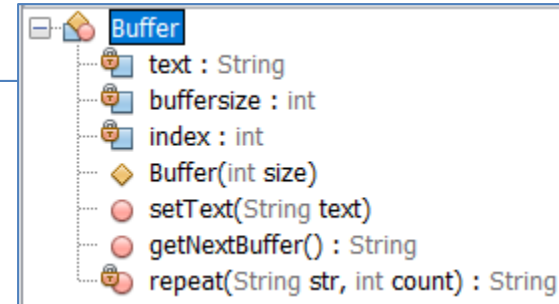 Buffer
text : String
buffersize : int
index : int
Buffer(int size)
setText(String text)
getNextBuffer() : String
repeat(String str, int count) : String